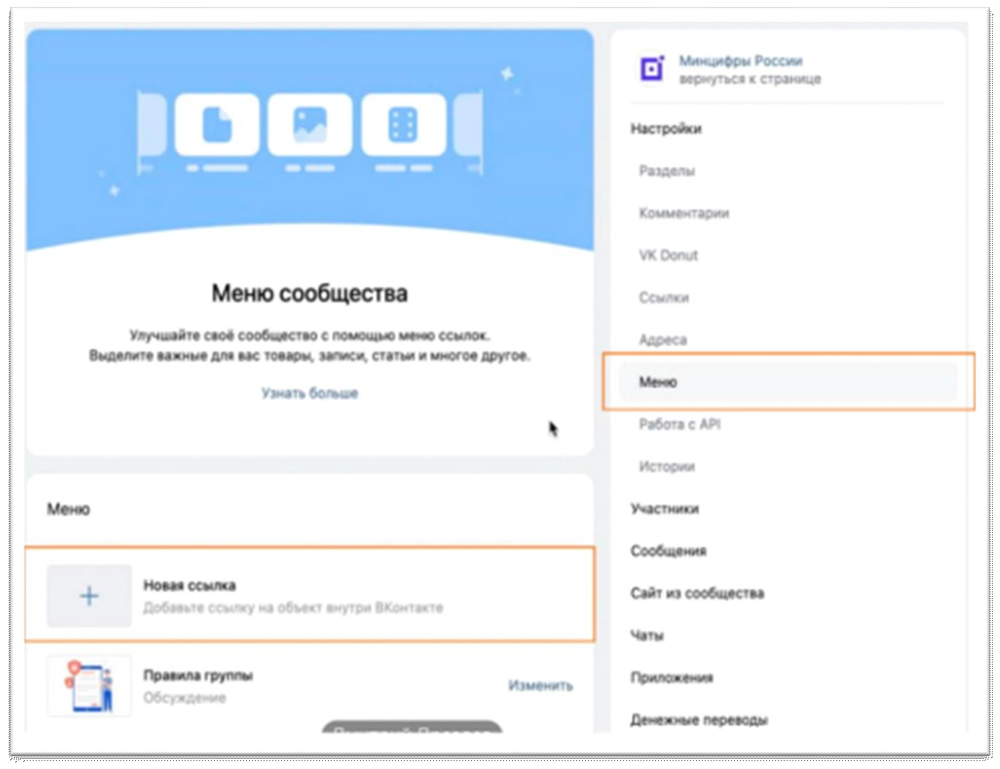 Меню сообщества
Улучшайте своё сообщество с помощью меню ссылок.
Выделите важные для вас товары, записи, статьи и многое другое.
Узнать больше
Меню
Новая ссылка
Добавьте ссылку на объект внутри ВКонтакте
Правила группы
Обсуждение
Изменить
Минцифры России
вернуться к странице
Настройки
Разделы
Комментарии
VK Donut
Ссылки
Адреса
Меню
Работа с API
Истории
Участники
Сообщения
Сайт из сообщества
Чаты
Приложения
Денежные переводы